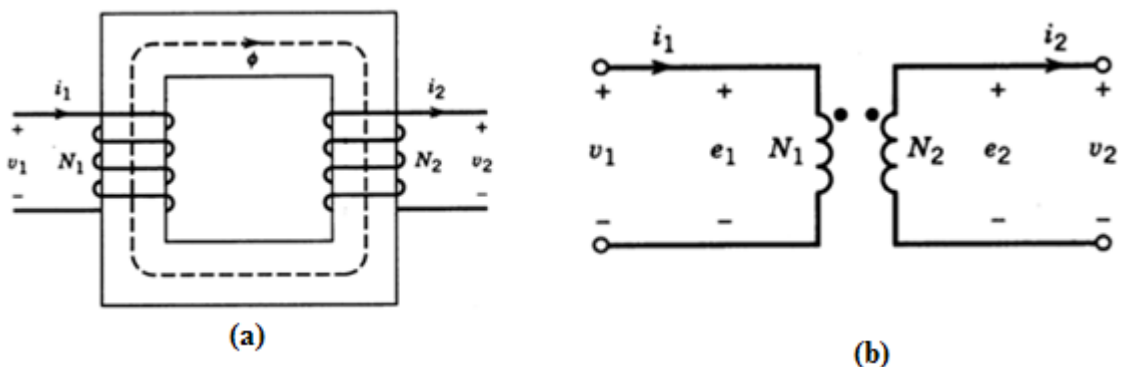 ϕ
i₁
i₂
+
+
v₁
N₁
N₂
v₂
−
−
(a)
i₁
i₂
+
+
+
+
v₁
e₁
N₁
N₂
e₂
v₂
−
−
−
−
(b)